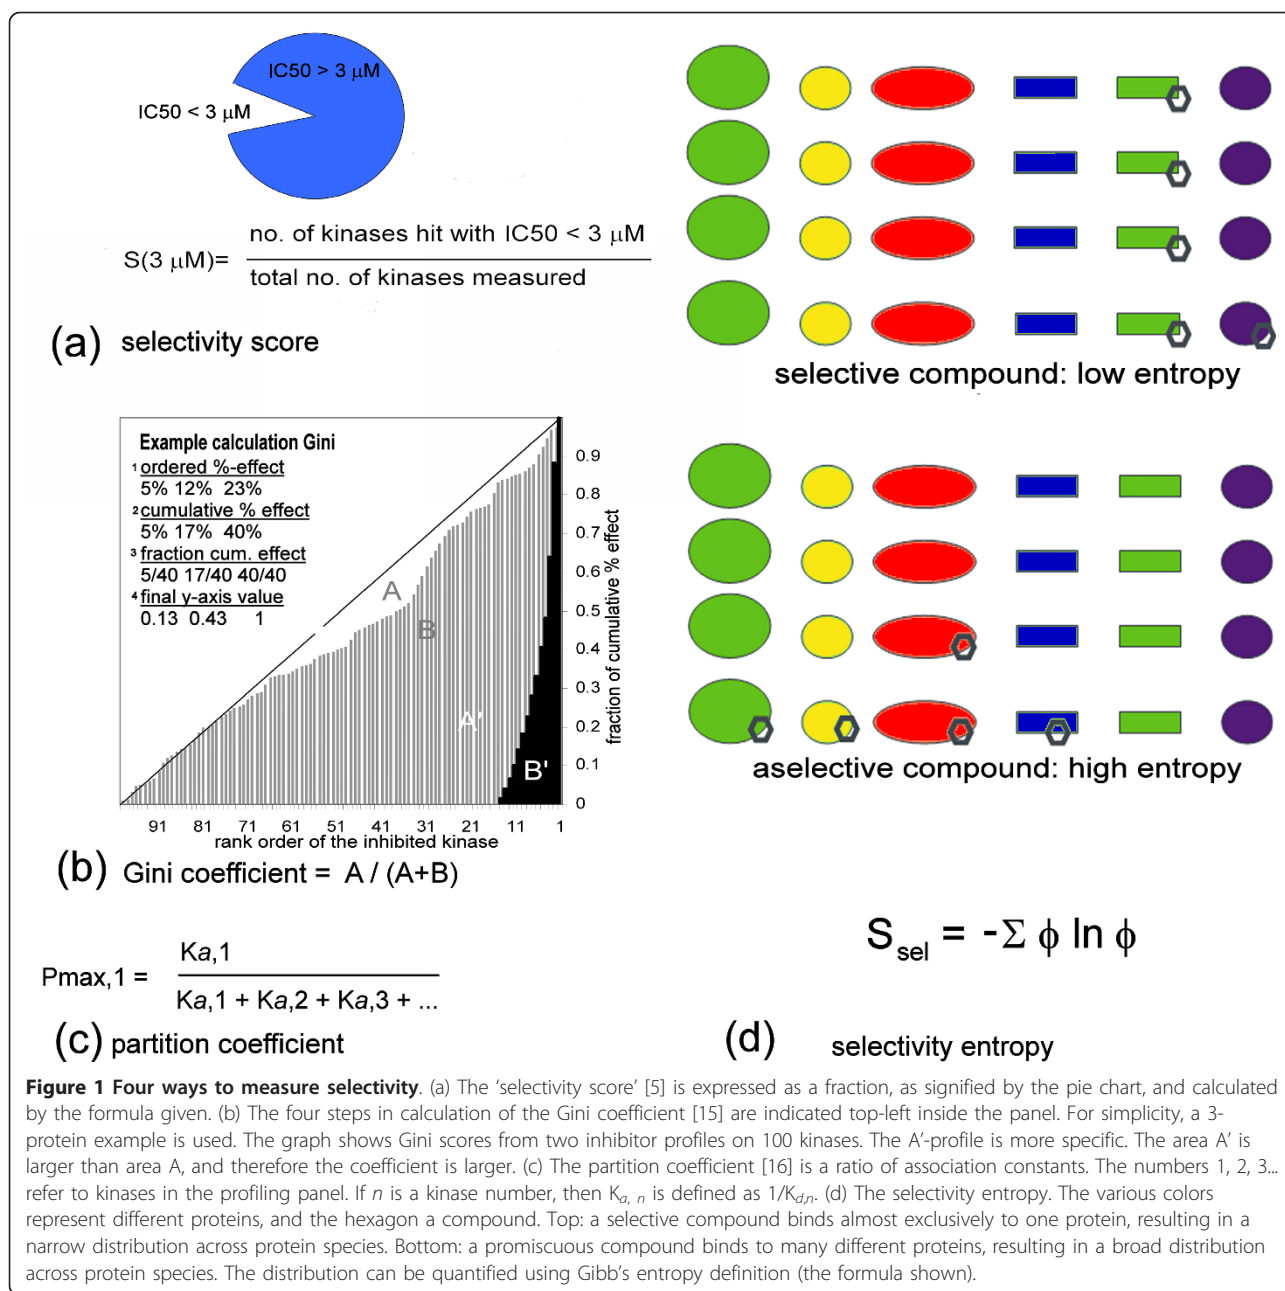 IC50 > 3 μM
IC50 < 3 μM
S(3 μM)=
no. of kinases hit with IC50 < 3 μM
total no. of kinases measured
(a) selectivity score
selective compound: low entropy
Example calculation Gini
1 ordered %-effect
5% 12% 23%
2 cumulative % effect
5% 17% 40%
3 fraction cum. effect
5/40 17/40 40/40
4 final y-axis value
0.13 0.43 1
A
B
A'
B'
0.9
0.8
0.7
0.6
0.5
0.4
0.3
0.2
0.1
0
fraction of cumulative % effect
91 81 71 61 51 41 31 21 11 1
rank order of the inhibited kinase
(b) Gini coefficient = A / (A+B)
aselective compound: high entropy
Pmax,1 =
Ka,1
Ka,1 + Ka,2 + Ka,3 + ...
(c) partition coefficient
S sel = -Σ ϕ ln ϕ
(d) selectivity entropy
Figure 1 Four ways to measure selectivity. (a) The ‘selectivity score’ [5] is expressed as a fraction, as signified by the pie chart, and calculated
by the formula given. (b) The four steps in calculation of the Gini coefficient [15] are indicated top-left inside the panel. For simplicity, a 3-
protein example is used. The graph shows Gini scores from two inhibitor profiles on 100 kinases. The A’-profile is more specific. The area A’ is
larger than area A, and therefore the coefficient is larger. (c) The partition coefficient [16] is a ratio of association constants. The numbers 1, 2, 3...
refer to kinases in the profiling panel. If n is a kinase number, then Ka, n is defined as 1/Kd,n. (d) The selectivity entropy. The various colors
represent different proteins, and the hexagon a compound. Top: a selective compound binds almost exclusively to one protein, resulting in a
narrow distribution across protein species. Bottom: a promiscuous compound binds to many different proteins, resulting in a broad distribution
across protein species. The distribution can be quantified using Gibb’s entropy definition (the formula shown).